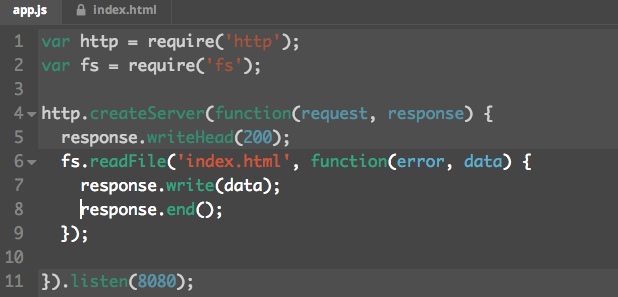 app.js index.html
1 var http = require('http');
2 var fs = require('fs');
3
4 http.createServer(function(request, response) {
5   response.writeHead(200);
6   fs.readFile('index.html', function(error, data) {
7     response.write(data);
8     response.end();
9   });
10
11 }).listen(8080);